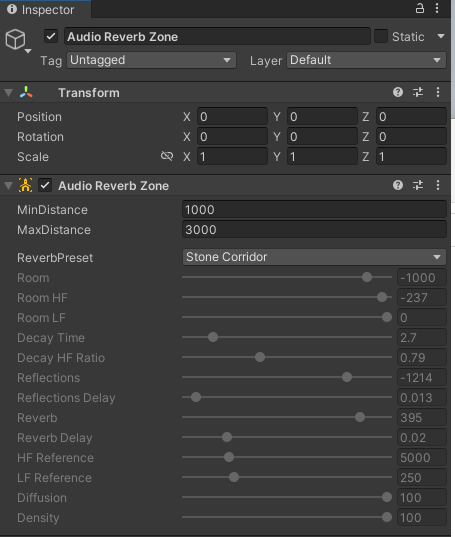 Inspector
Audio Reverb Zone Static
Tag Untagged Layer Default
Transform
Position X 0 Y 0 Z 0
Rotation X 0 Y 0 Z 0
Scale X 1 Y 1 Z 1
Audio Reverb Zone
MinDistance 1000
MaxDistance 3000
ReverbPreset Stone Corridor
Room -1000
Room HF -237
Room LF 0
Decay Time 2.7
Decay HF Ratio 0.79
Reflections -1214
Reflections Delay 0.013
Reverb 395
Reverb Delay 0.02
HF Reference 5000
LF Reference 250
Diffusion 100
Density 100